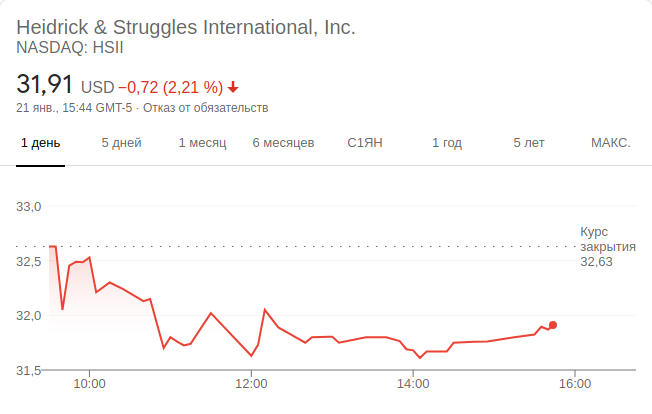 Heidrick & Struggles International, Inc.
NASDAQ: HSII
31,91 USD −0,72 (2,21 %)
21 янв., 15:44 GMT-5 · Отказ от обязательств
1 день 5 дней 1 месяц 6 месяцев С1ЯН 1 год 5 лет МАКС.
33,0
Курс
закрытия
32,63
32,5
32,0
31,5
10:00 12:00 14:00 16:00